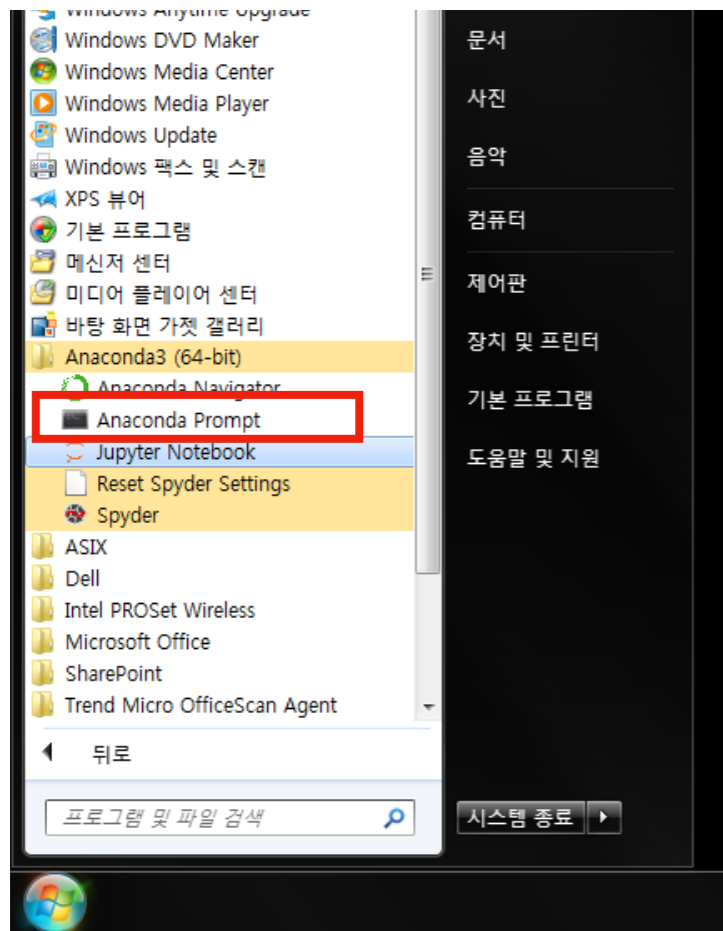 Windows Anytime Upgrade
Windows DVD Maker
Windows Media Center
Windows Media Player
Windows Update
Windows 팩스 및 스캔
XPS 뷰어
기본 프로그램
메신저 센터
미디어 플레이어 센터
바탕 화면 가젯 갤러리
Anaconda3 (64-bit)
Anaconda Navigator
Anaconda Prompt
Jupyter Notebook
Reset Spyder Settings
Spyder
ASIX
Dell
Intel PROSet Wireless
Microsoft Office
SharePoint
Trend Micro OfficeScan Agent
뒤로
프로그램 및 파일 검색
문서
사진
음악
컴퓨터
제어판
장치 및 프린터
기본 프로그램
도움말 및 지원
시스템 종료